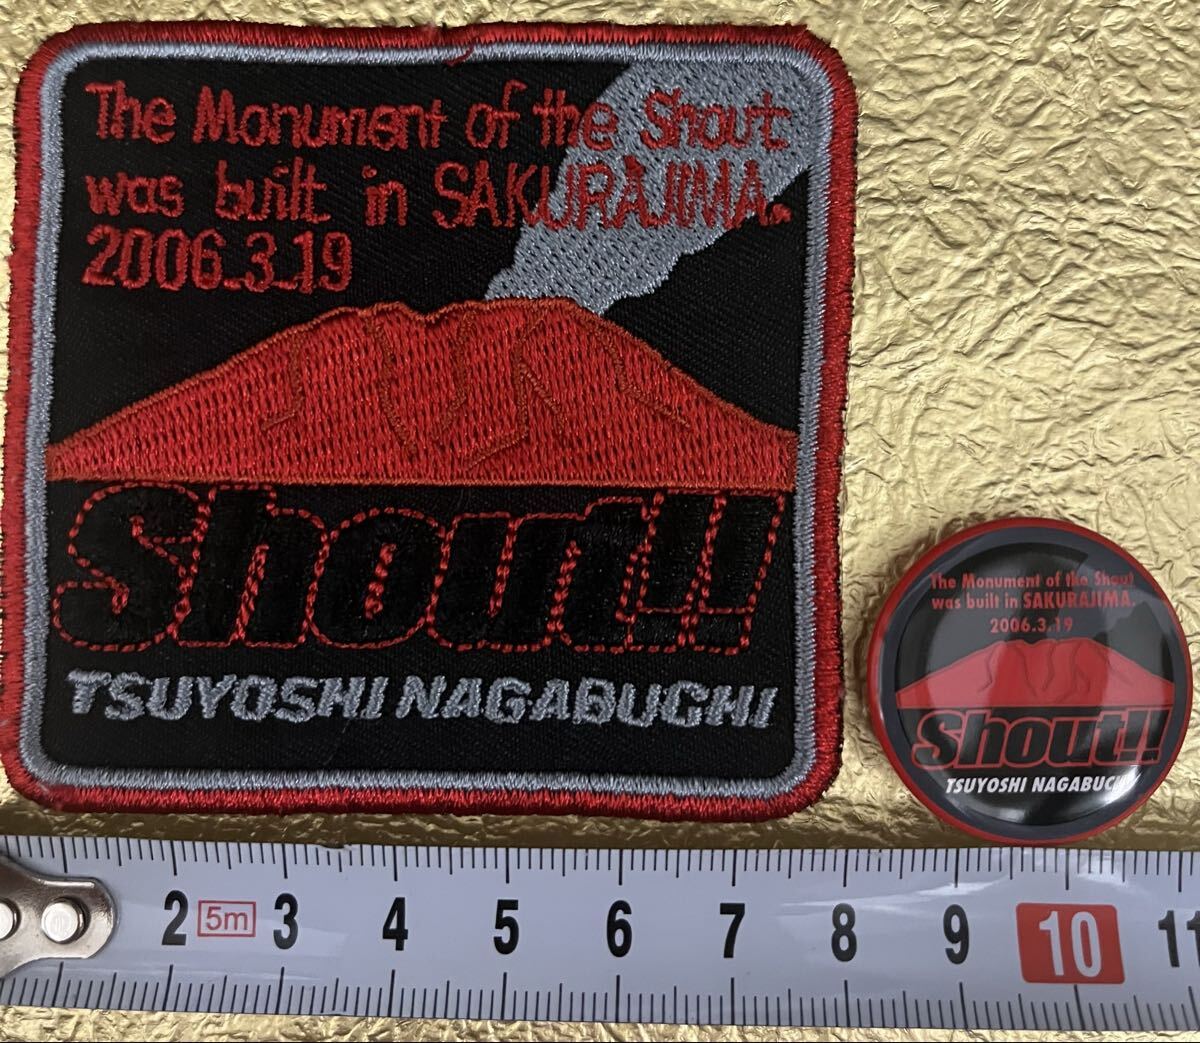 The Monument of the Shout
was built in SAKURAJIMA.
2006.3.19
Shout!!
TSUYOSHI NAGABUCHI
The Monument of the Shout
was built in SAKURAJIMA.
2006.3.19
Shout!!
TSUYOSHI NAGABUCHI
2 5m 3 4 5 6 7 8 9 10 11